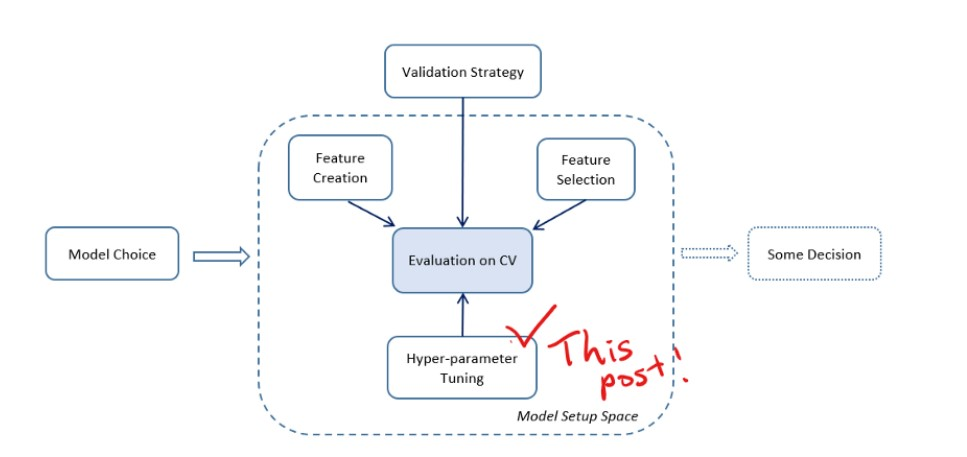 Validation Strategy
Feature
Creation
Feature
Selection
Model Choice
Evaluation on CV
Some Decision
Hyper-parameter
Tuning
This
post!
Model Setup Space